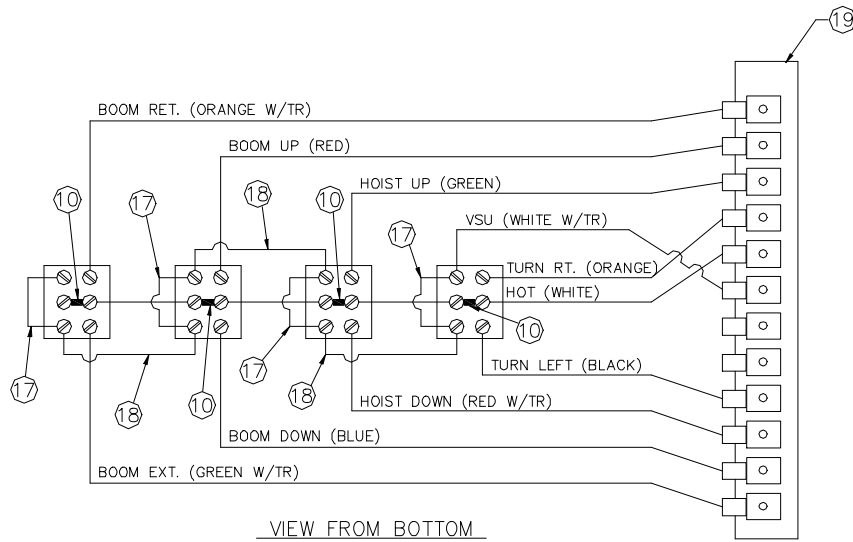 19
BOOM RET. (ORANGE W/TR)
BOOM UP (RED)
HOIST UP (GREEN)
10
17
18
10
VSU (WHITE W/TR)
17
TURN RT. (ORANGE)
HOT (WHITE)
10
17
18
10
17
18
TURN LEFT (BLACK)
HOIST DOWN (RED W/TR)
BOOM DOWN (BLUE)
BOOM EXT. (GREEN W/TR)
VIEW FROM BOTTOM